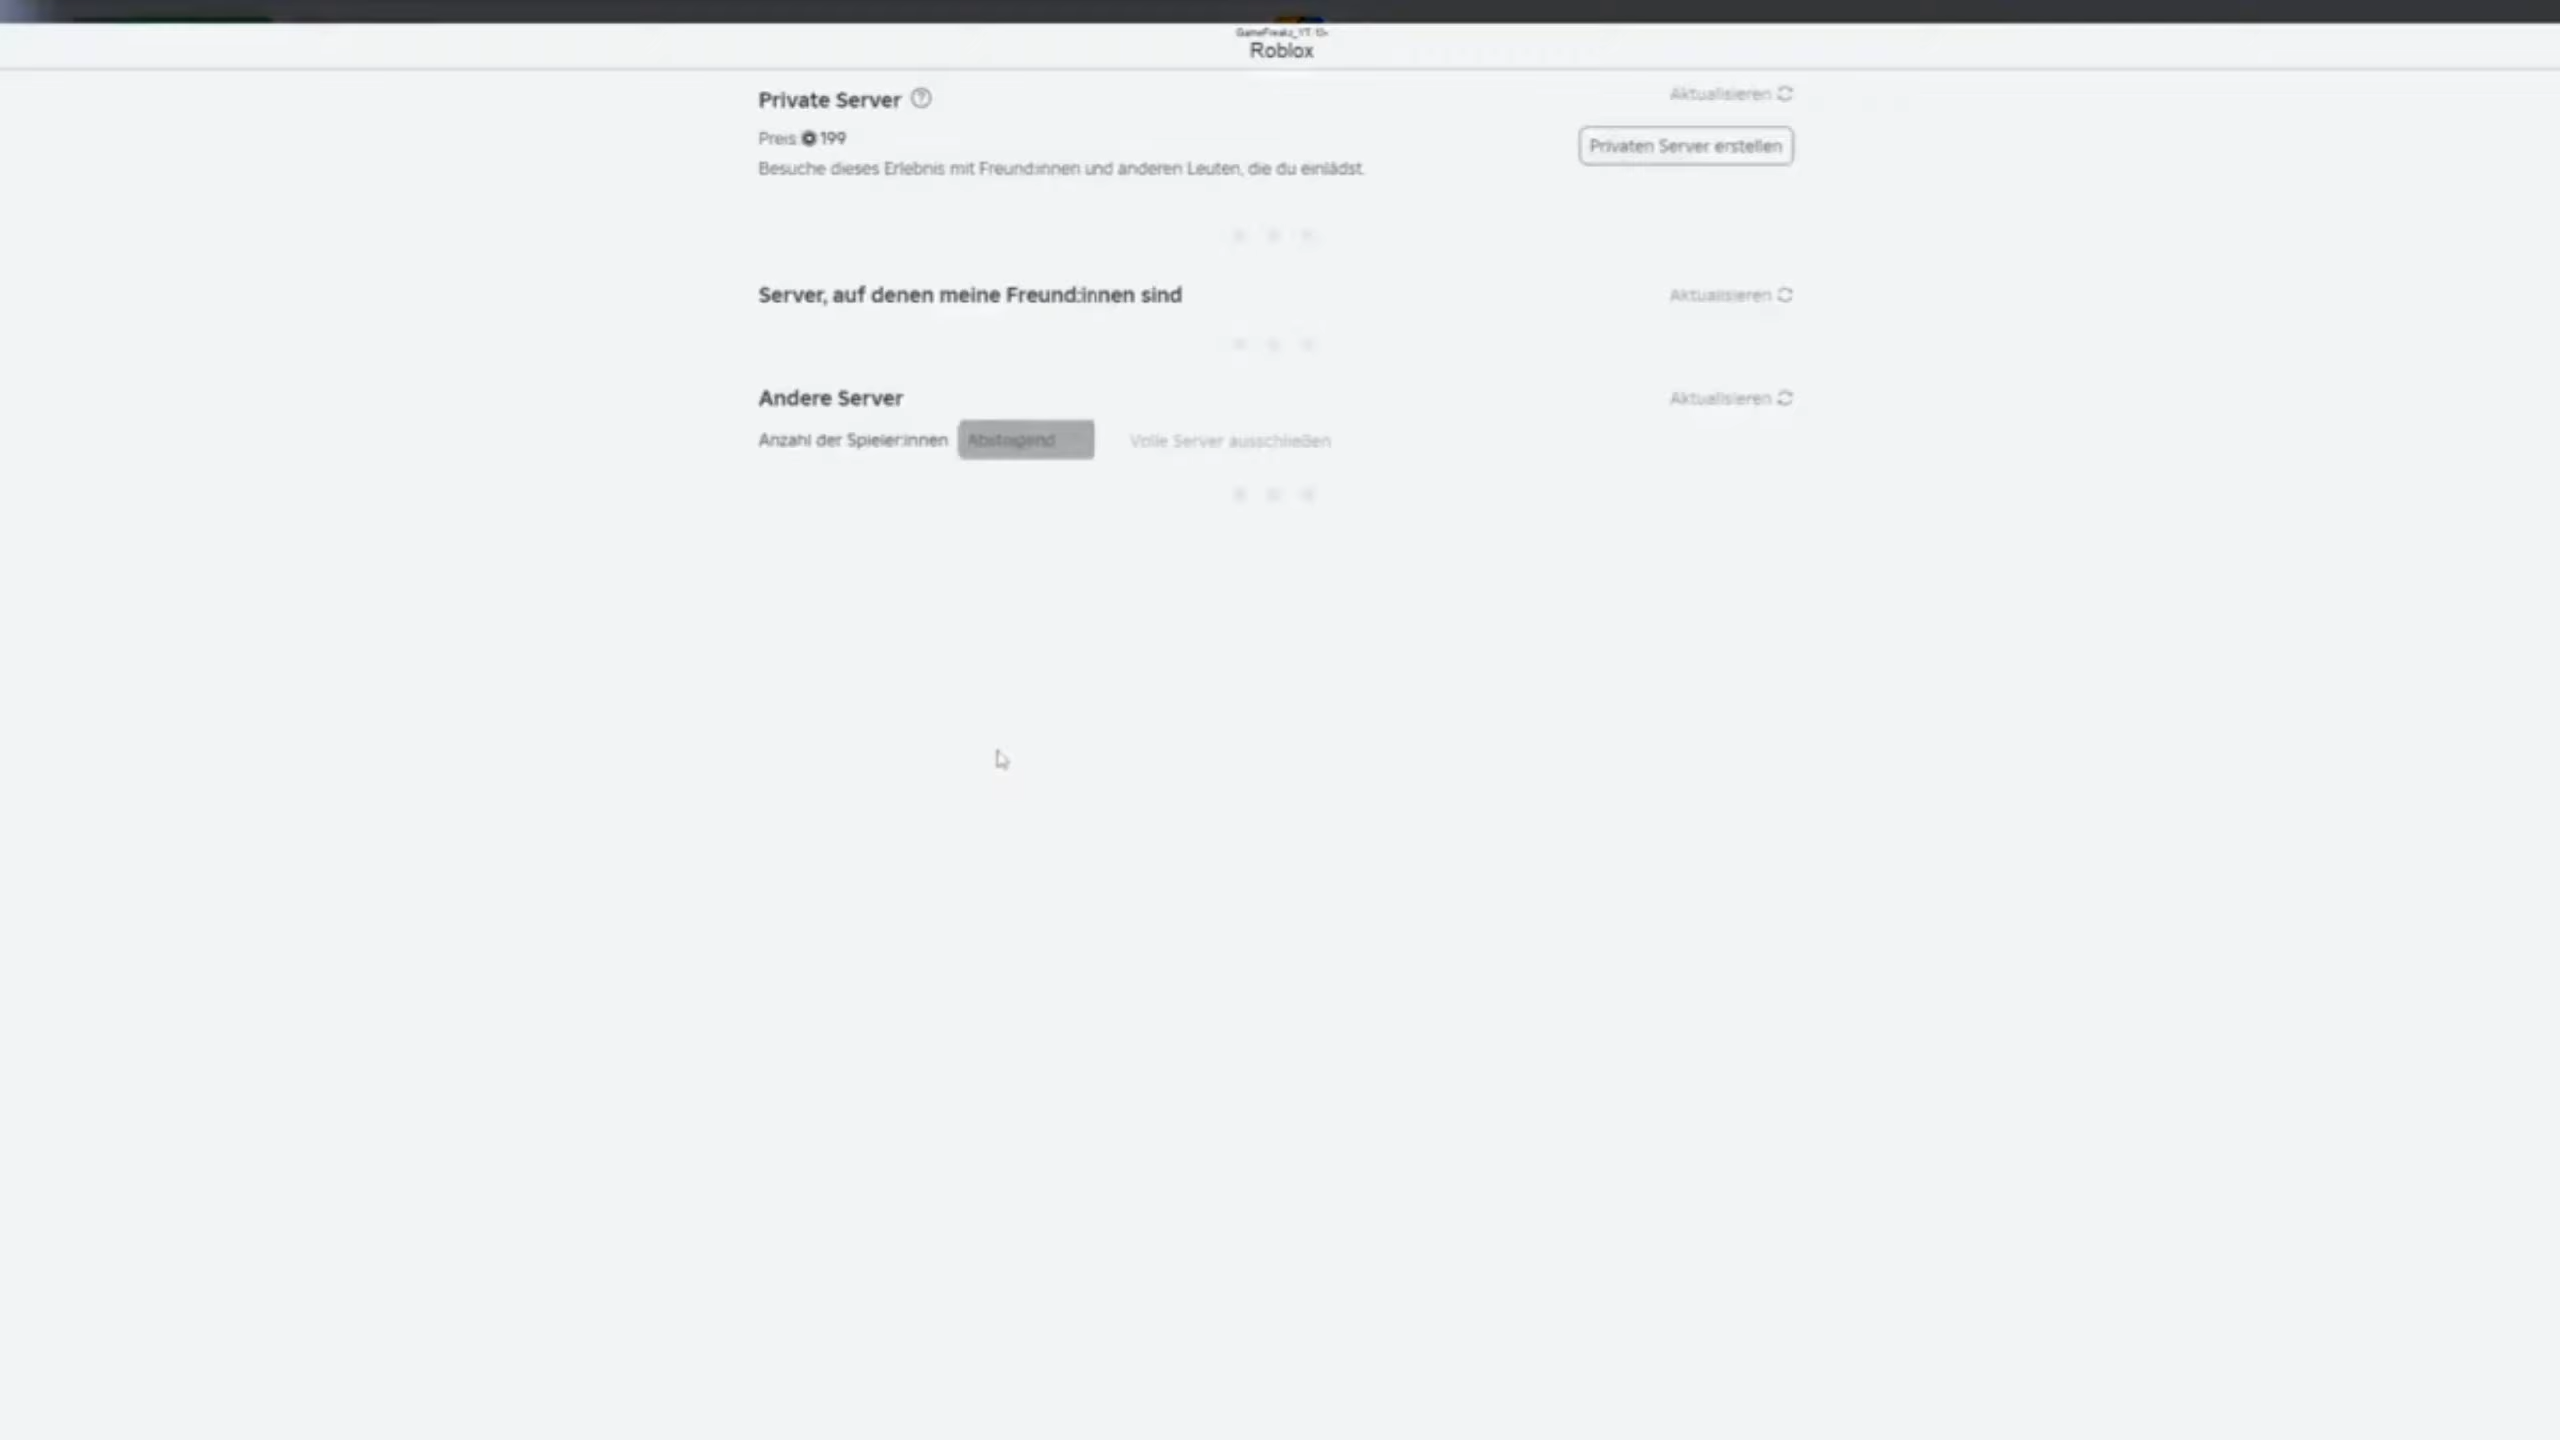 Roblox
Private Server
Aktualisieren
Preis 199
Privaten Server erstellen
Besuche dieses Erlebnis mit Freund:innen und anderen Leuten, die du einlädst.
Server, auf denen meine Freund:innen sind
Aktualisieren
Andere Server
Aktualisieren
Anzahl der Spieler:innen Absteigend Volle Server ausschließen